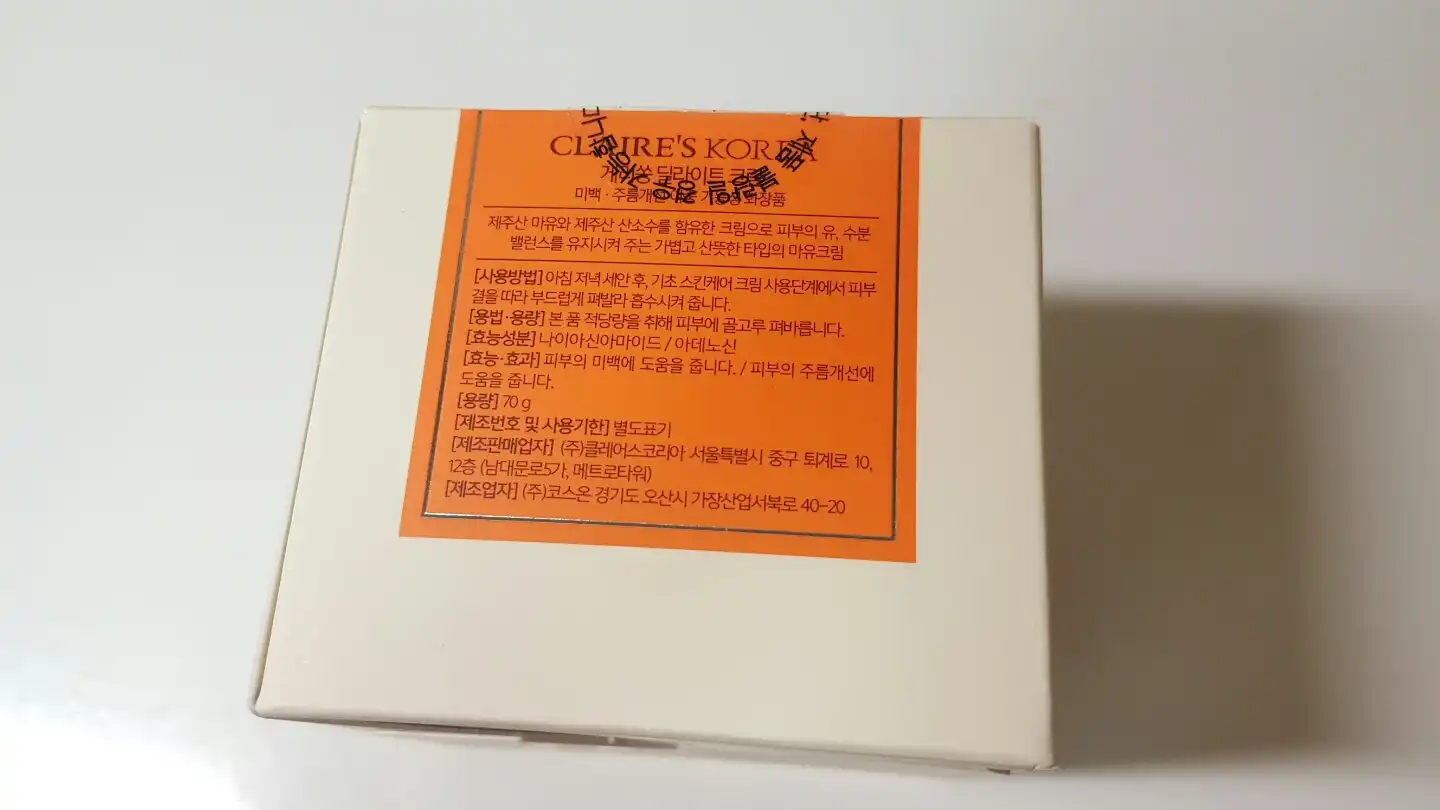 CLAIRE'S KOREA
딜라이트 크림
미백 · 주름개선 기능성 화장품
제주산 마유와 제주산 산소수를 함유한 크림으로 피부의 유, 수분
밸런스를 유지시켜 주는 가볍고 산뜻한 타입의 마유크림
[사용방법] 아침 저녁 세안 후, 기초 스킨케어 크림 사용단계에서 피부
결을 따라 부드럽게 펴발라 흡수시켜 줍니다.
[용법·용량] 본 품 적당량을 취해 피부에 골고루 펴바릅니다.
[효능성분] 나이아신아마이드 / 아데노신
[효능·효과] 피부의 미백에 도움을 줍니다. / 피부의 주름개선에
도움을 줍니다.
[용량] 70 g
[제조번호 및 사용기한] 별도표기
[제조판매업자] (주)클레어스코리아 서울특별시 중구 퇴계로 10,
12층 (남대문로5가, 메트로타워)
[제조업자] (주)코스온 경기도 오산시 가장산업서북로 40-20